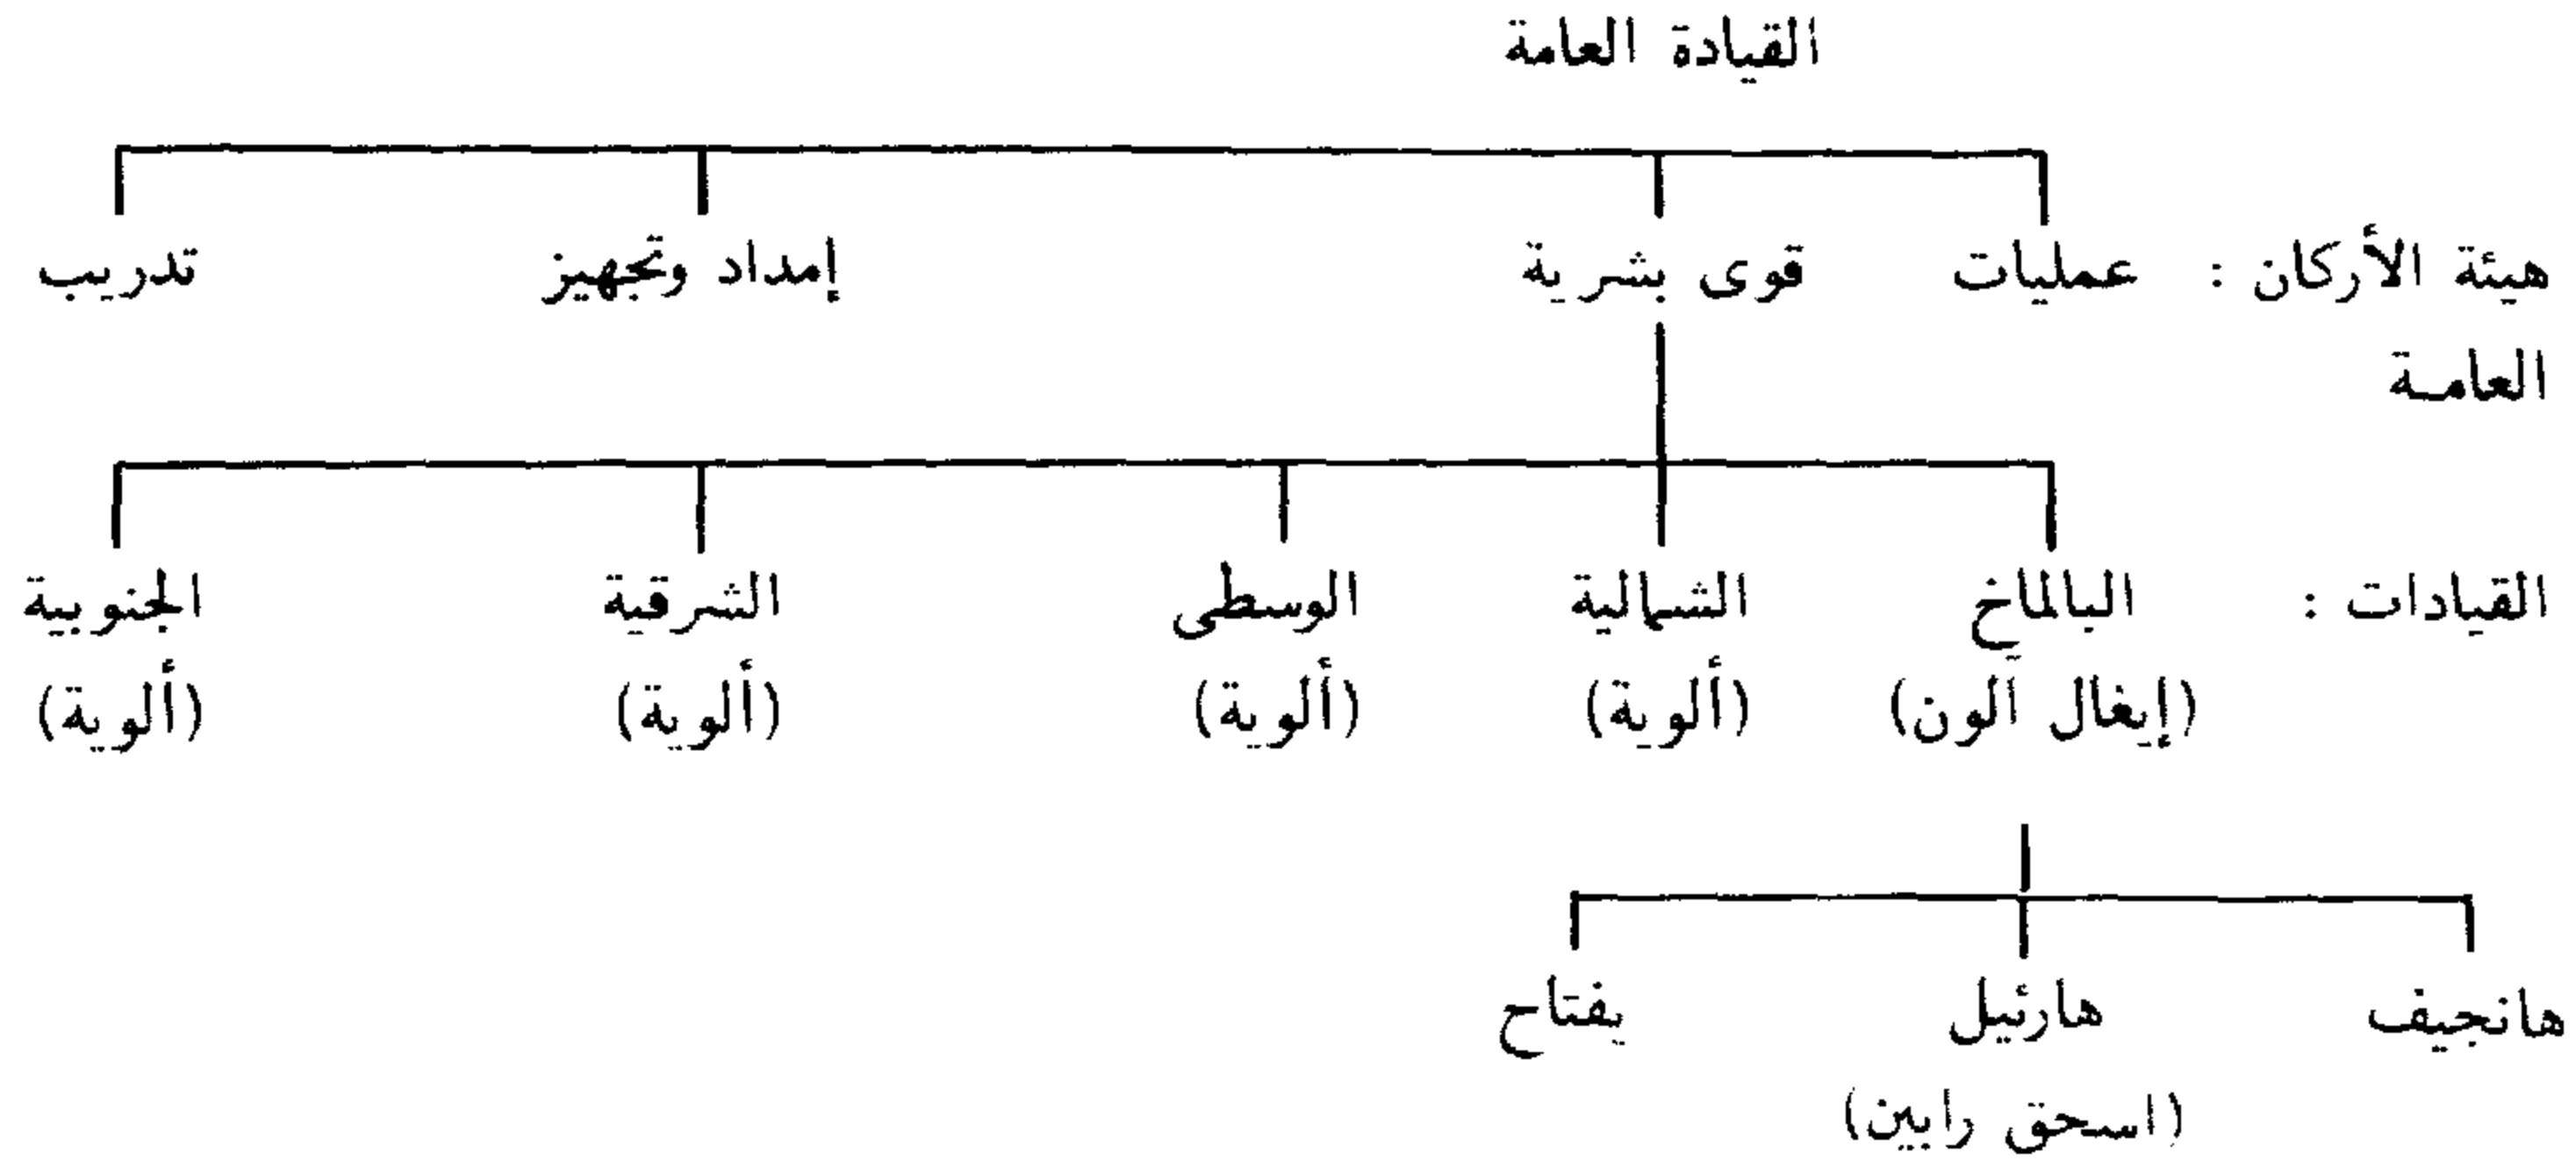 القيادة العامة
هيئة الأركان : عمليات قوى بشرية إمداد وتجهيز تدريب
العامة
القيادات : البالماخ الشمالية الوسطى الشرقية الجنوبية
(إيغال آلون) (ألوية) (ألوية) (ألوية) (ألوية)
هانجيف هارئيل يفتاح
(اسحق رابين)